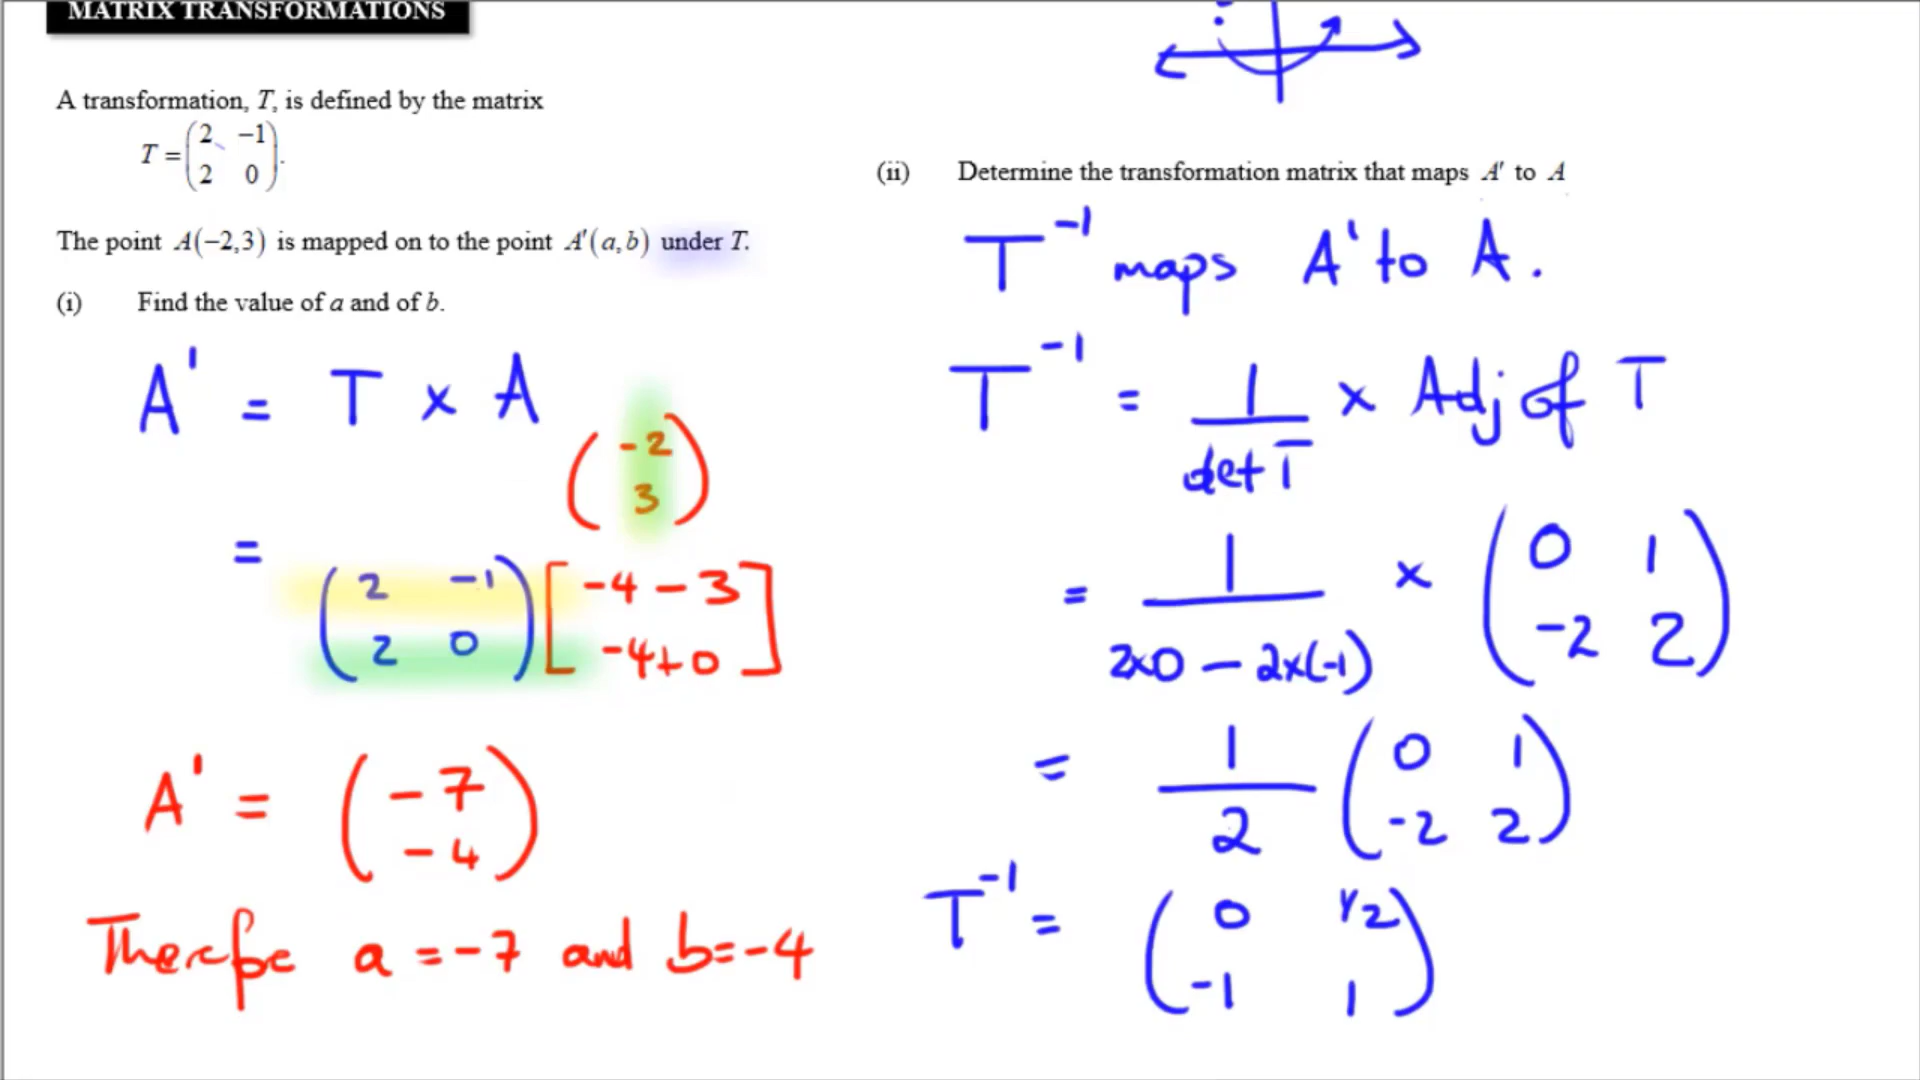 MATRIX TRANSFORMATIONS
A transformation, T, is defined by the matrix
T = (2 −1
2 0).
The point A(−2,3) is mapped on to the point A′(a,b) under T.
(i) Find the value of a and of b.
A' = T × A
(-2
3)
= (2 -1
2 0) [-4 - 3
-4+0]
A' = (-7
-4)
Therefore a = -7 and b = -4
(ii) Determine the transformation matrix that maps A′ to A
T⁻¹ maps A' to A.
T⁻¹ = 1/det T × Adj of T
= 1/(2×0 - 2×(-1)) × (0 1
-2 2)
= 1/2 (0 1
-2 2)
T⁻¹ = (0 1/2
-1 1)